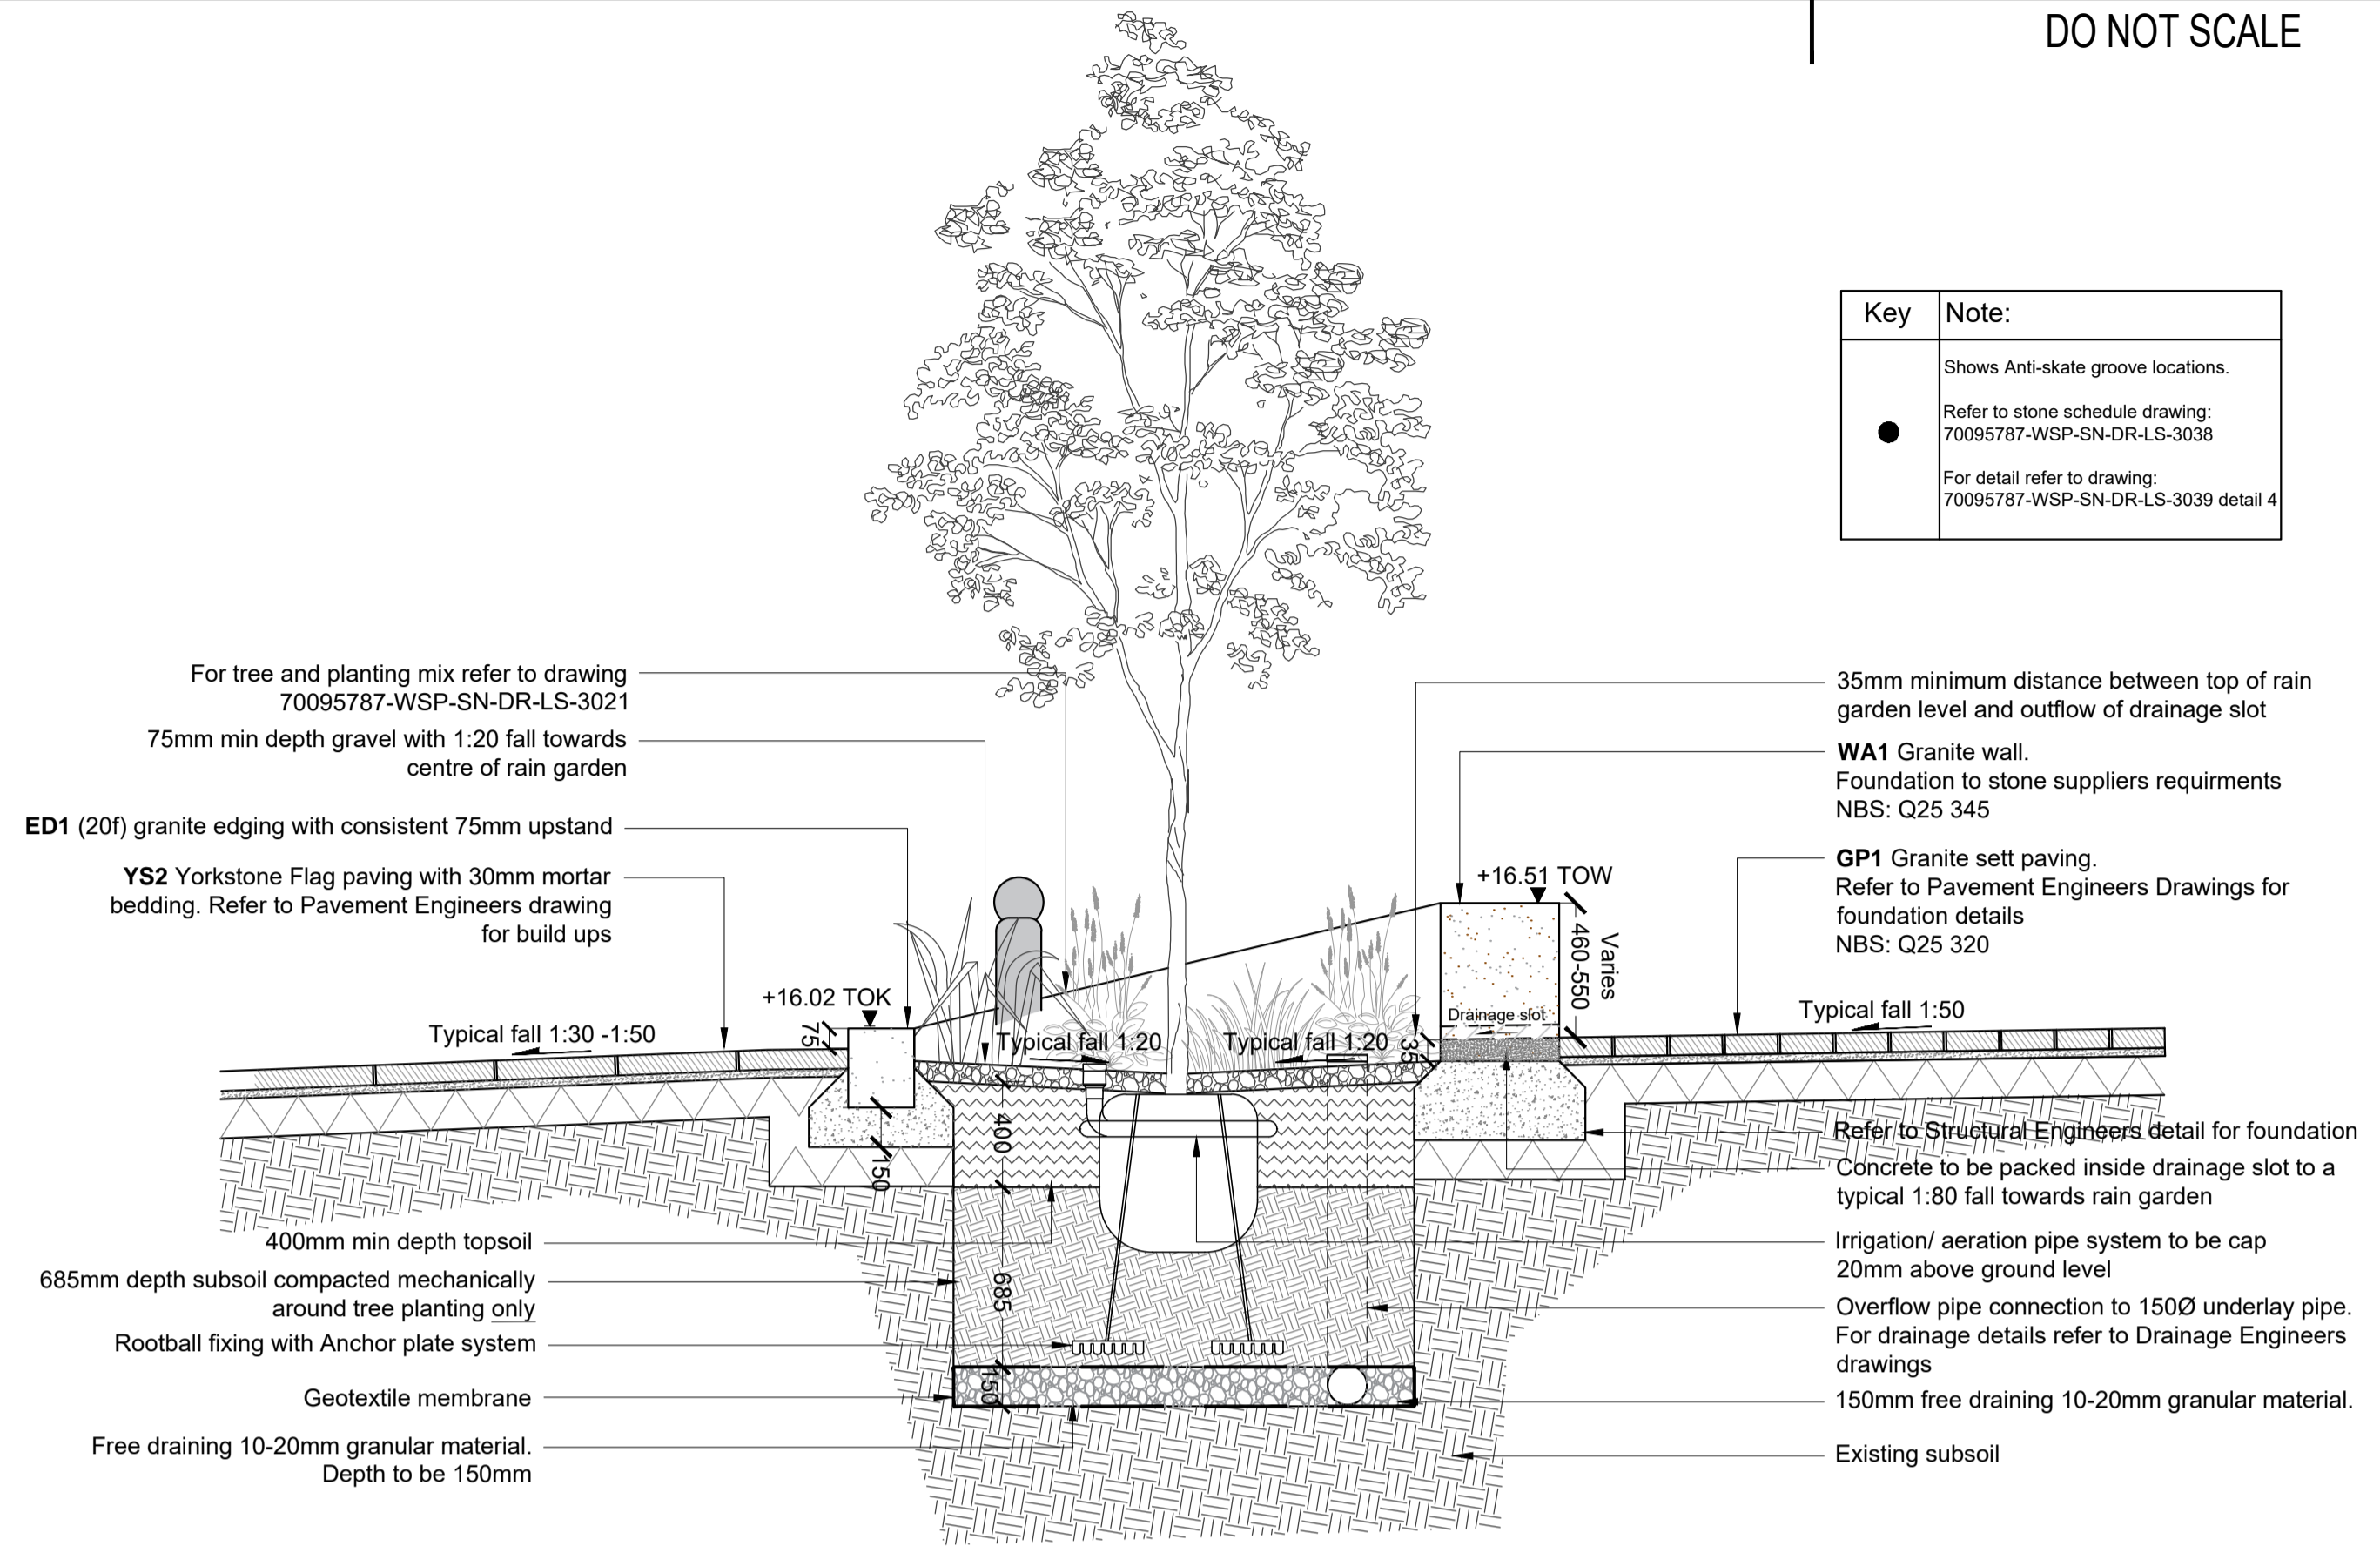 DO NOT SCALE
Key
Note:
Shows Anti-skate groove locations.
Refer to stone schedule drawing:
70095787-WSP-SN-DR-LS-3038
For detail refer to drawing:
70095787-WSP-SN-DR-LS-3039 detail 4
For tree and planting mix refer to drawing
70095787-WSP-SN-DR-LS-3021
75mm min depth gravel with 1:20 fall towards
centre of rain garden
ED1 (20f) granite edging with consistent 75mm upstand
YS2 Yorkstone Flag paving with 30mm mortar
bedding. Refer to Pavement Engineers drawing
for build ups
35mm minimum distance between top of rain
garden level and outflow of drainage slot
WA1 Granite wall.
Foundation to stone suppliers requirments
NBS: Q25 345
GP1 Granite sett paving.
Refer to Pavement Engineers Drawings for
foundation details
NBS: Q25 320
+16.51 TOW
460-550
Varies
+16.02 TOK
75
Drainage slot
Typical fall 1:50
Typical fall 1:30 -1:50
Typical fall 1:20
Typical fall 1:20
35
400
150
685
150
Refer to Structural Engineers detail for foundation
Concrete to be packed inside drainage slot to a
typical 1:80 fall towards rain garden
400mm min depth topsoil
685mm depth subsoil compacted mechanically
around tree planting only
Rootball fixing with Anchor plate system
Geotextile membrane
Free draining 10-20mm granular material.
Depth to be 150mm
Irrigation/ aeration pipe system to be cap
20mm above ground level
Overflow pipe connection to 150Ø underlay pipe.
For drainage details refer to Drainage Engineers
drawings
150mm free draining 10-20mm granular material.
Existing subsoil